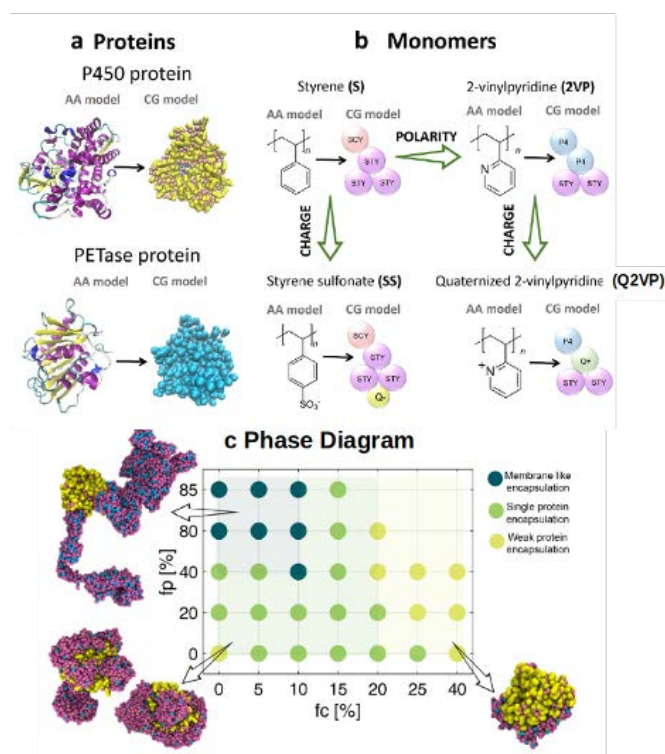 a Proteins
P450 protein
AA model CG model
PETase protein
AA model CG model
b Monomers
Styrene (S)
AA model CG model
n
SCY
STY
STY STY
POLARITY
2-vinylpyridine (2VP)
AA model CG model
n
N
P4
P4
STY STY
CHARGE
CHARGE
Styrene sulfonate (SS)
AA model CG model
n
SO₃⁻
SCY
STY
STY STY
Q-
Quaternized 2-vinylpyridine (Q2VP)
AA model CG model
n
N
+
P4
Q+
STY STY
c Phase Diagram
fp [%]
85
80
40
20
0
0 5 10 15 20 25 40
fc [%]
Membrane like
encapsulation
Single protein
encapsulation
Weak protein
encapsulation